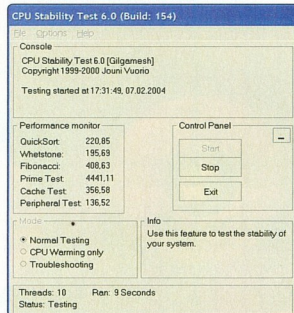 CPU Stability Test 6.0 (Build: 154)
File Options Help
Console
CPU Stability Test 6.0 [Gilgamesh]
Copyright 1999-2000 Jouni Vuorio
Testing started at 17:31:49, 07.02.2004
Performance monitor
QuickSort: 220,85
Whetstone: 195,69
Fibonacci: 408,63
Prime Test: 4441,11
Cache Test: 356,58
Peripheral Test: 136,52
Control Panel
Start
Stop
Exit
Mode
Normal Testing
CPU Warming only
Troubleshooting
Info
Use this feature to test the stability of
your system.
Threads: 10 Ran: 9 Seconds
Status: Testing